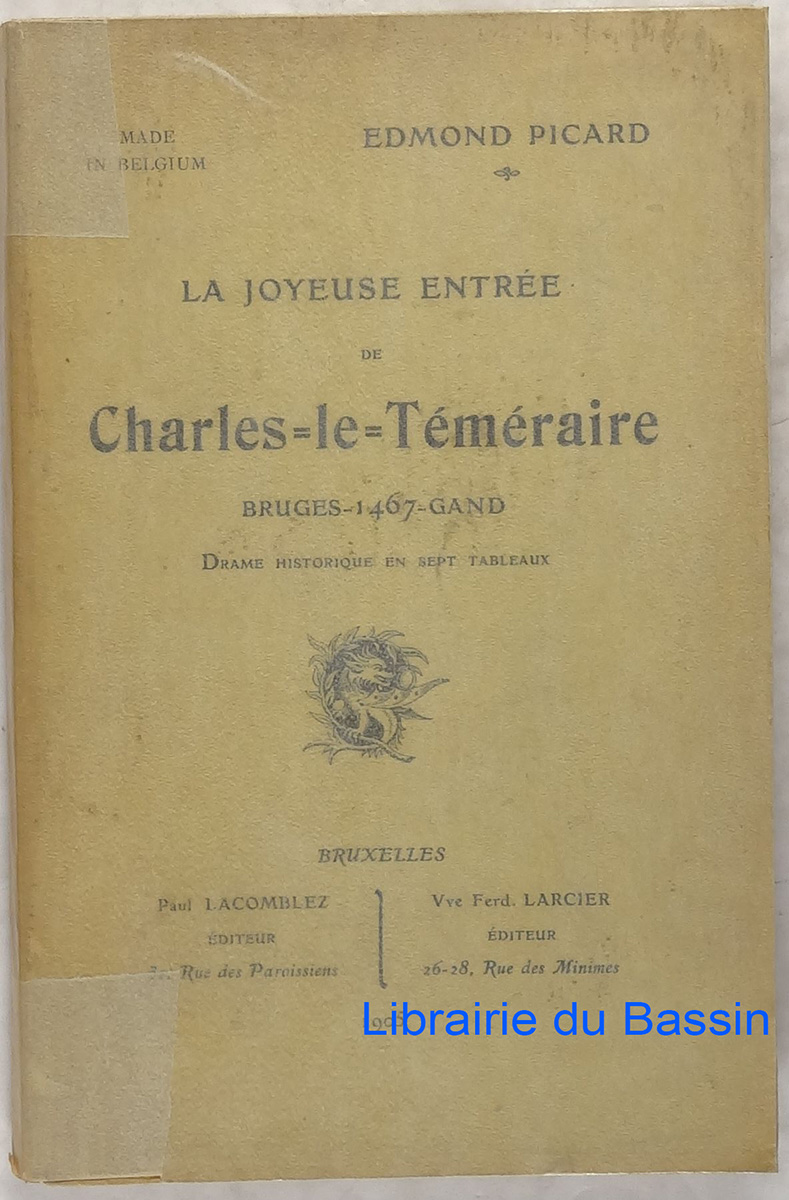 MADE
IN BELGIUM
EDMOND PICARD
LA JOYEUSE ENTRÉE
DE
Charles=le=Téméraire
BRUGES-1467-GAND
DRAME HISTORIQUE EN SEPT TABLEAUX
BRUXELLES
Paul LACOMBLEZ
ÉDITEUR
Rue des Paroissiens
Vve Ferd. LARCIER
ÉDITEUR
26-28, Rue des Minimes
Librairie du Bassin